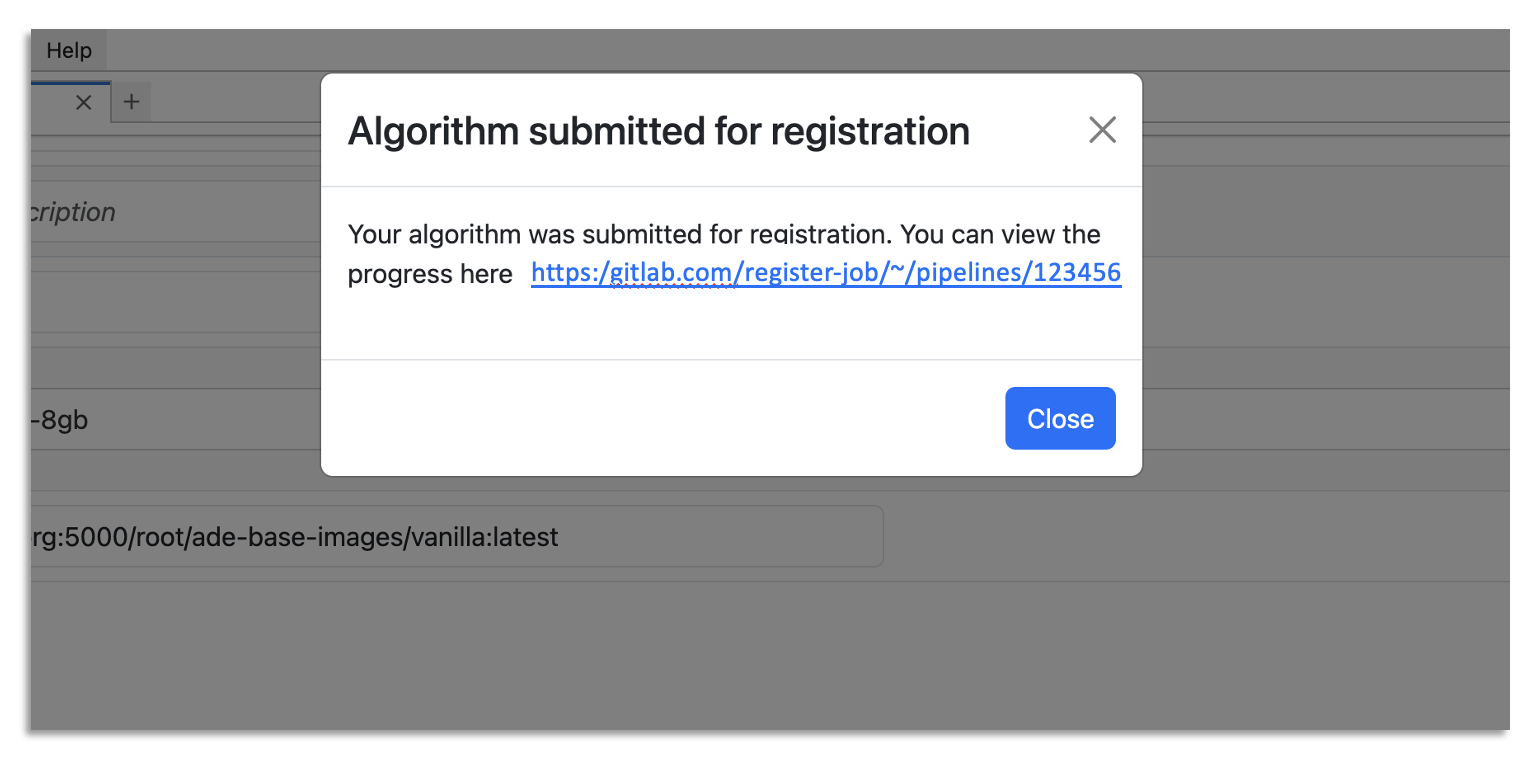 Help
Algorithm submitted for registration
Your algorithm was submitted for registration. You can view the
progress here https:/gitlab.com/register-job/~/pipelines/123456
cription
-8gb
Close
rg:5000/root/ade-base-images/vanilla:latest